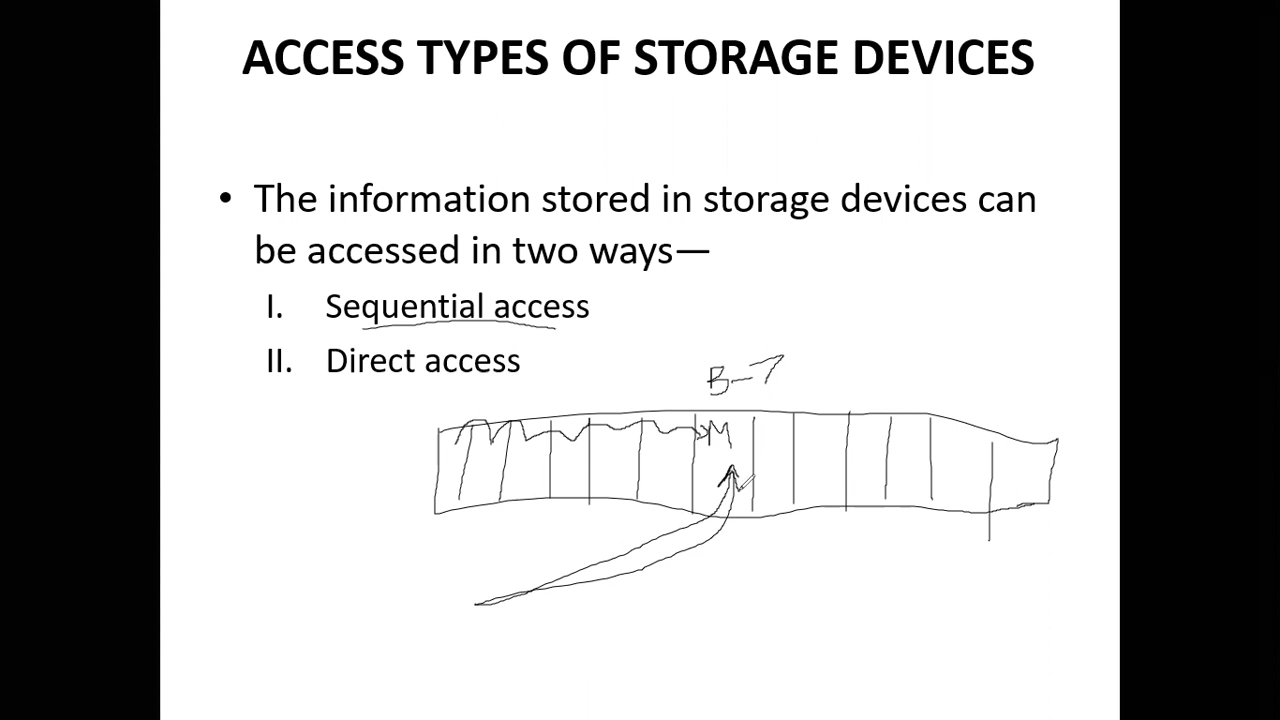 ACCESS TYPES OF STORAGE DEVICES
• The information stored in storage devices can
be accessed in two ways—
I. Sequential access
II. Direct access
B-7
M